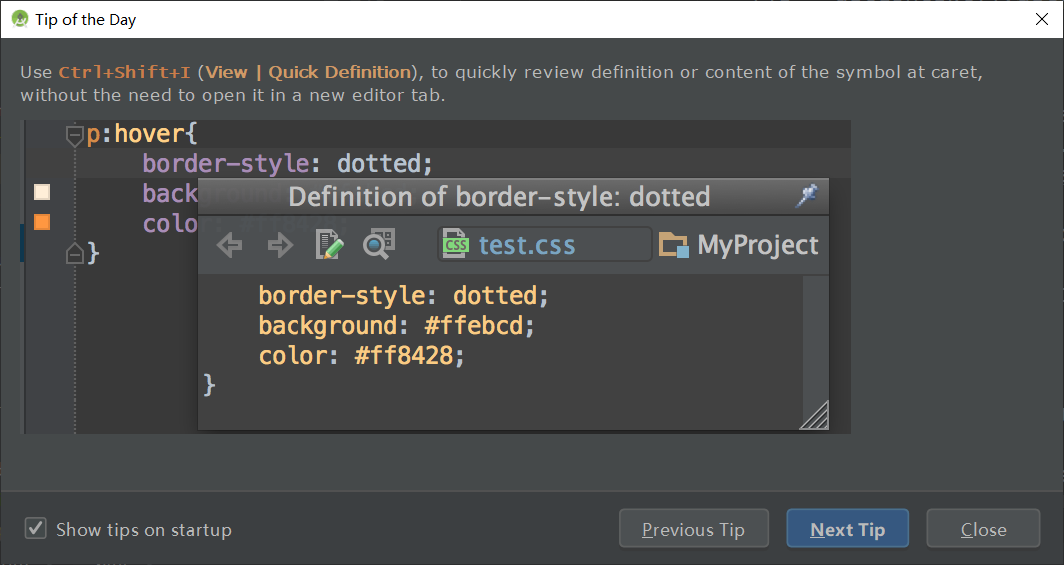 Tip of the Day
Use Ctrl+Shift+I (View | Quick Definition), to quickly review definition or content of the symbol at caret,
without the need to open it in a new editor tab.
p:hover{
border-style: dotted;
back
color
}
Definition of border-style: dotted
CSS test.css MyProject
border-style: dotted;
background: #ffebcd;
color: #ff8428;
}
Show tips on startup
Previous Tip Next Tip Close